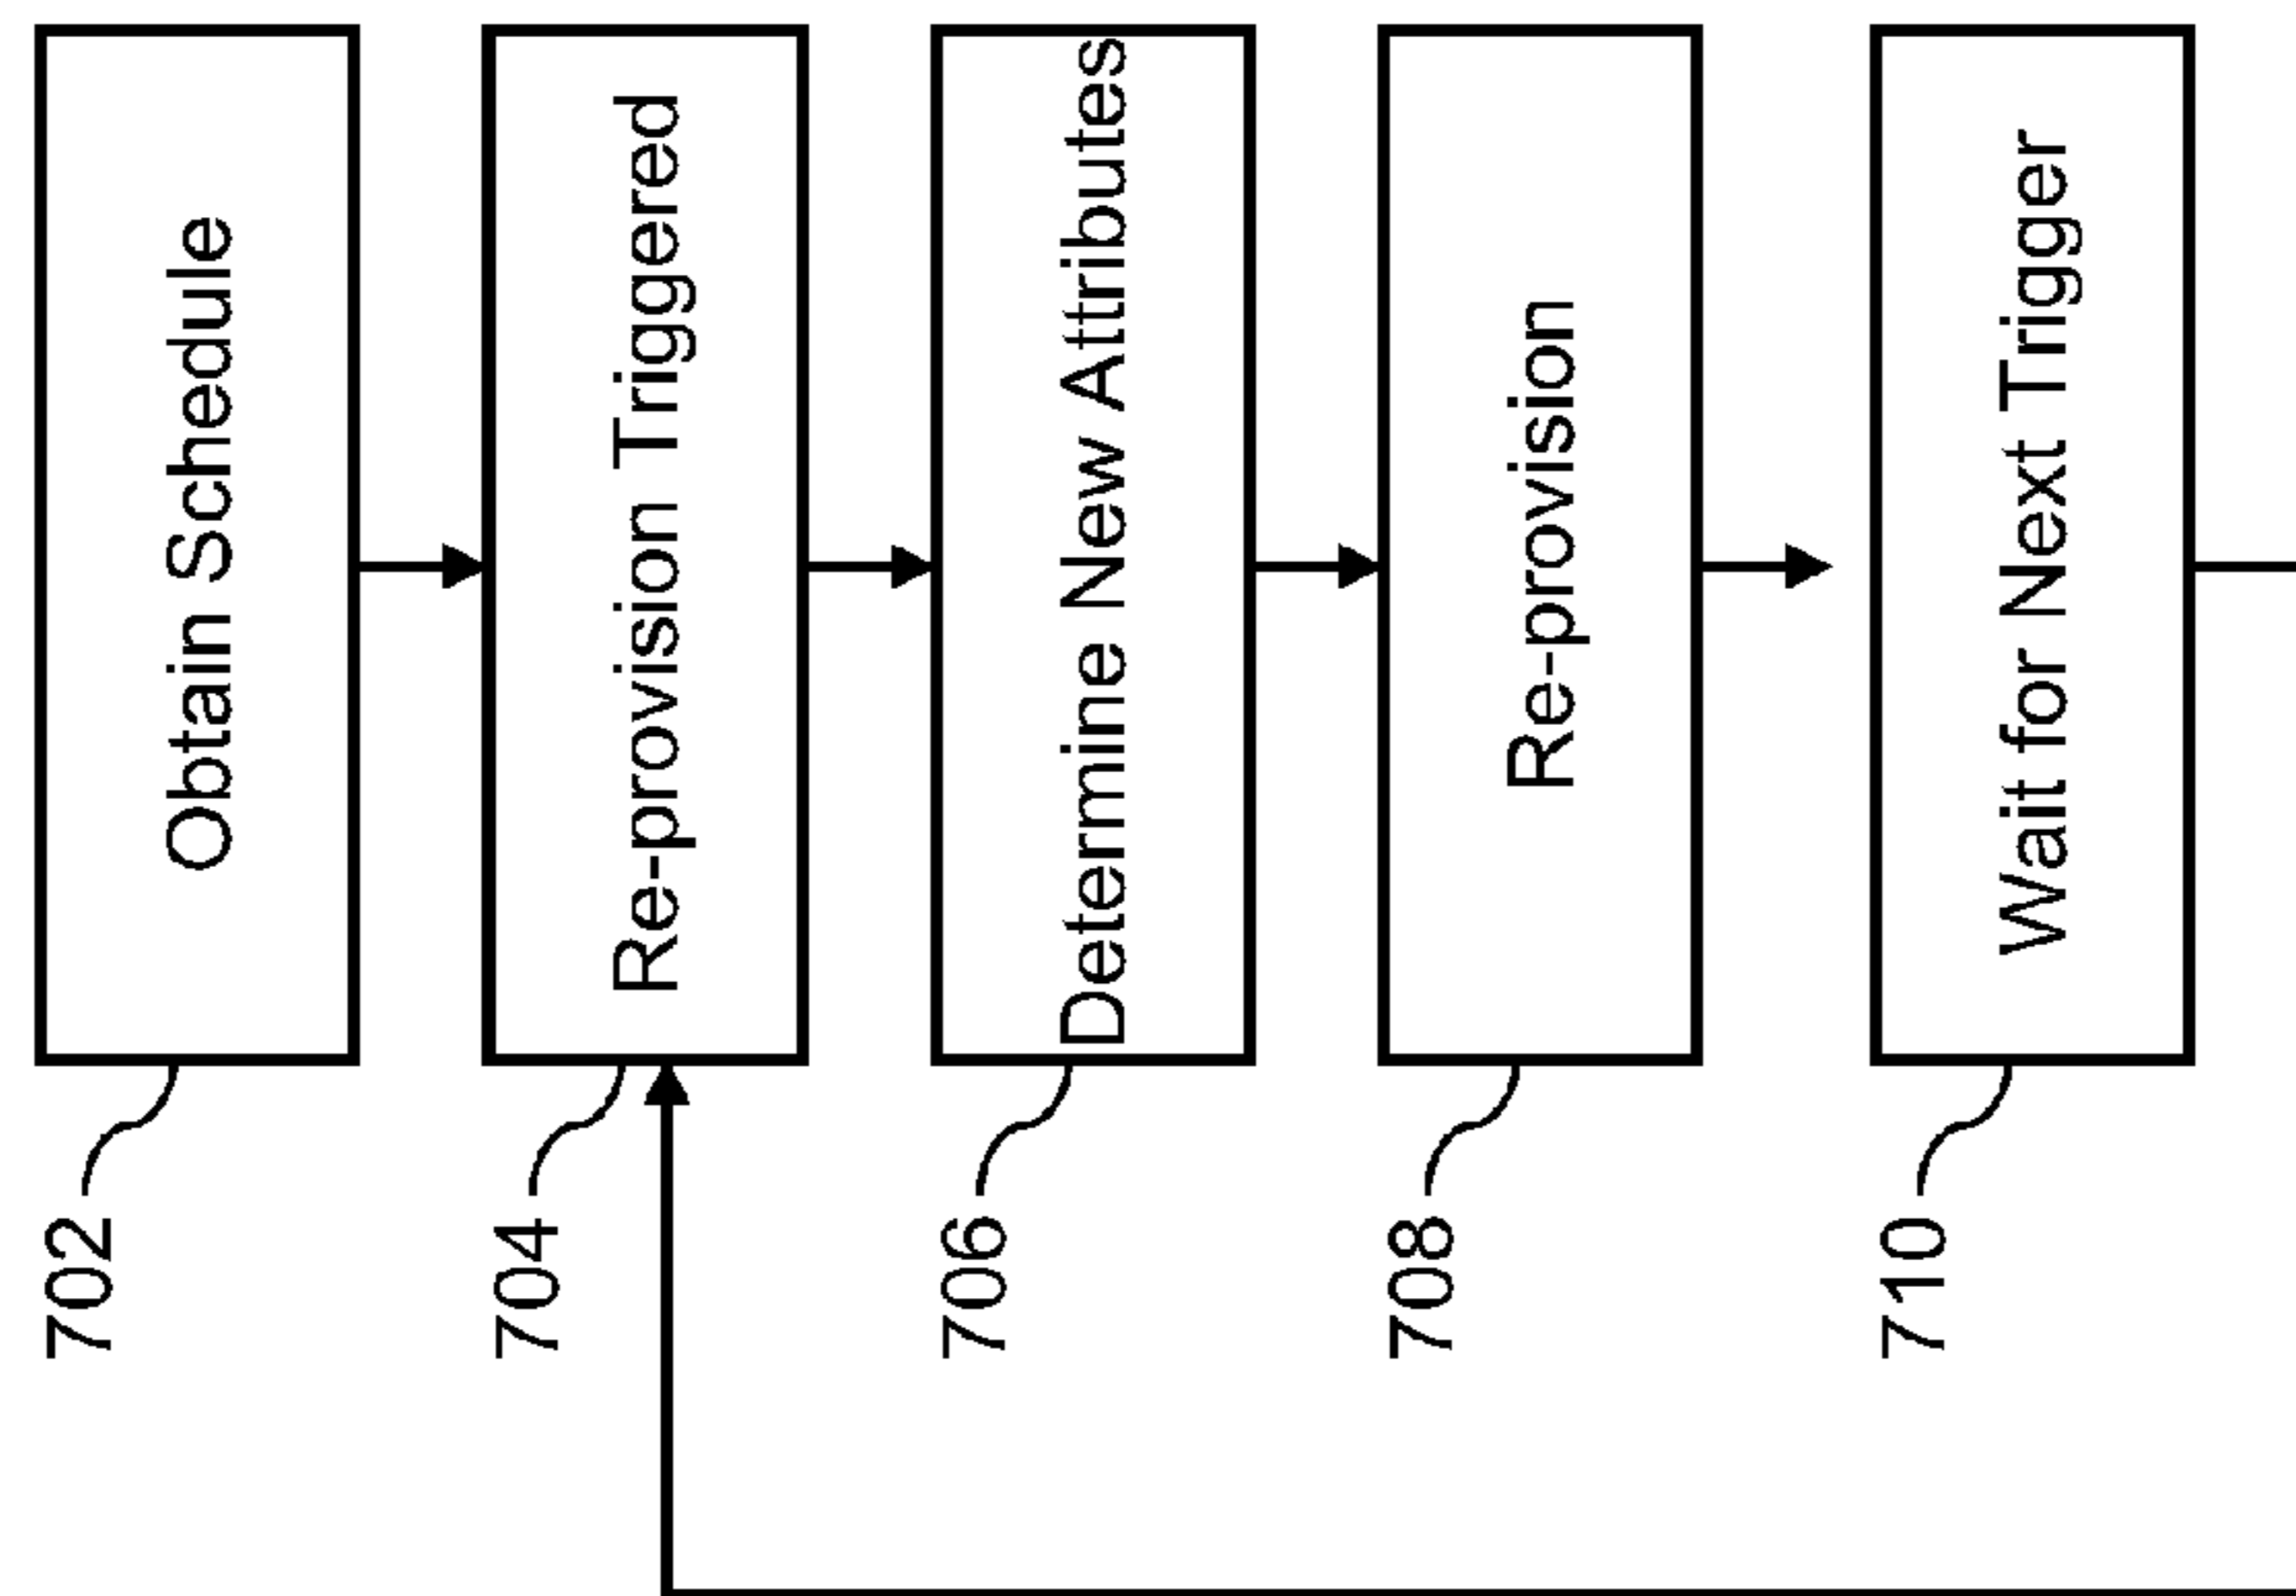 702
Obtain Schedule
704
Re-provision Triggered
706
Determine New Attributes
708
Re-provision
710
Wait for Next Trigger